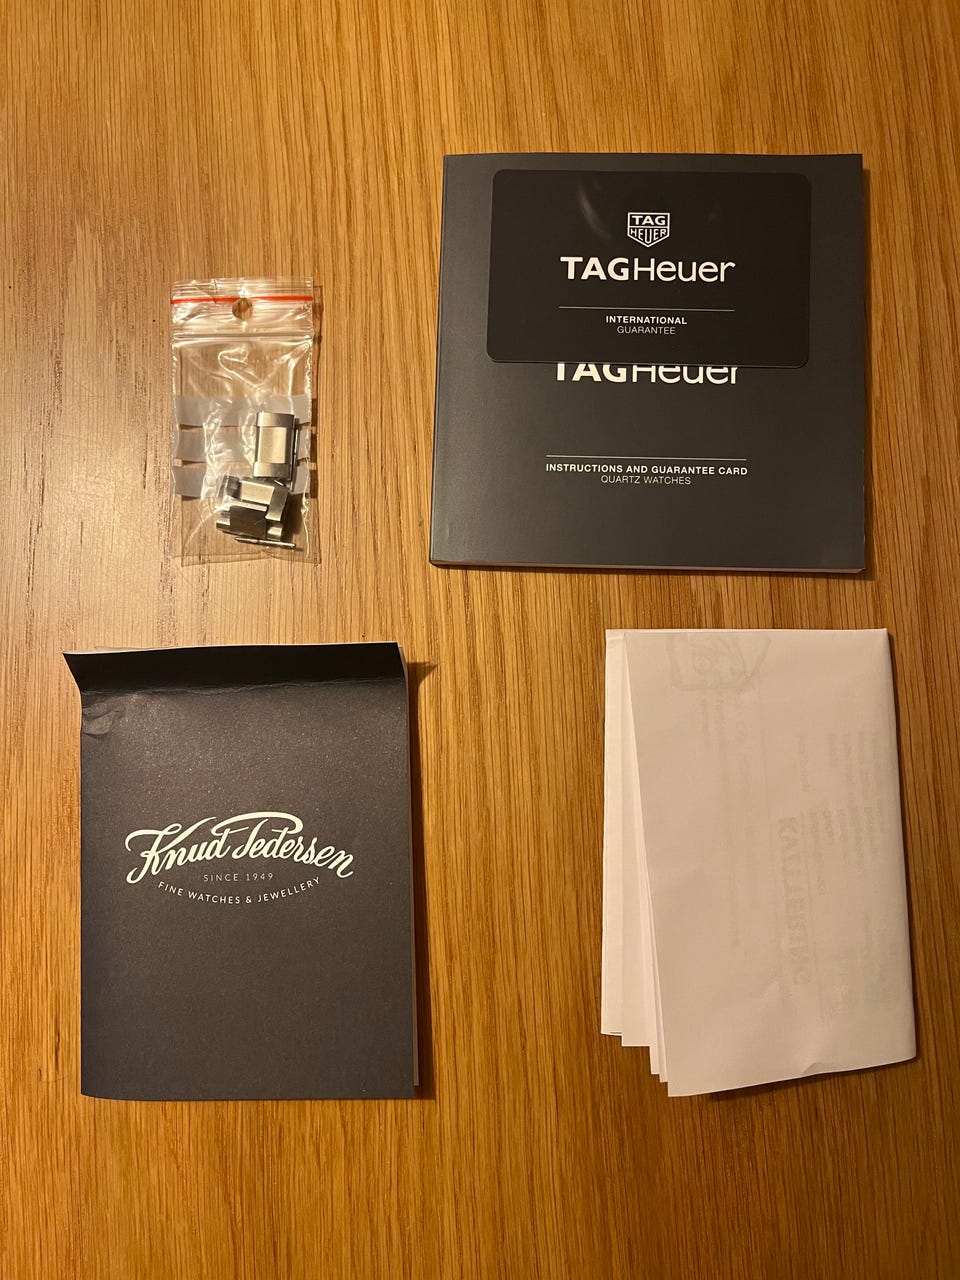 TAG
HEUER
TAGHeuer
INTERNATIONAL
GUARANTEE
TAGHeuer
INSTRUCTIONS AND GUARANTEE CARD
QUARTZ WATCHES
Knud Pedersen
SINCE 1949
FINE WATCHES & JEWELLERY